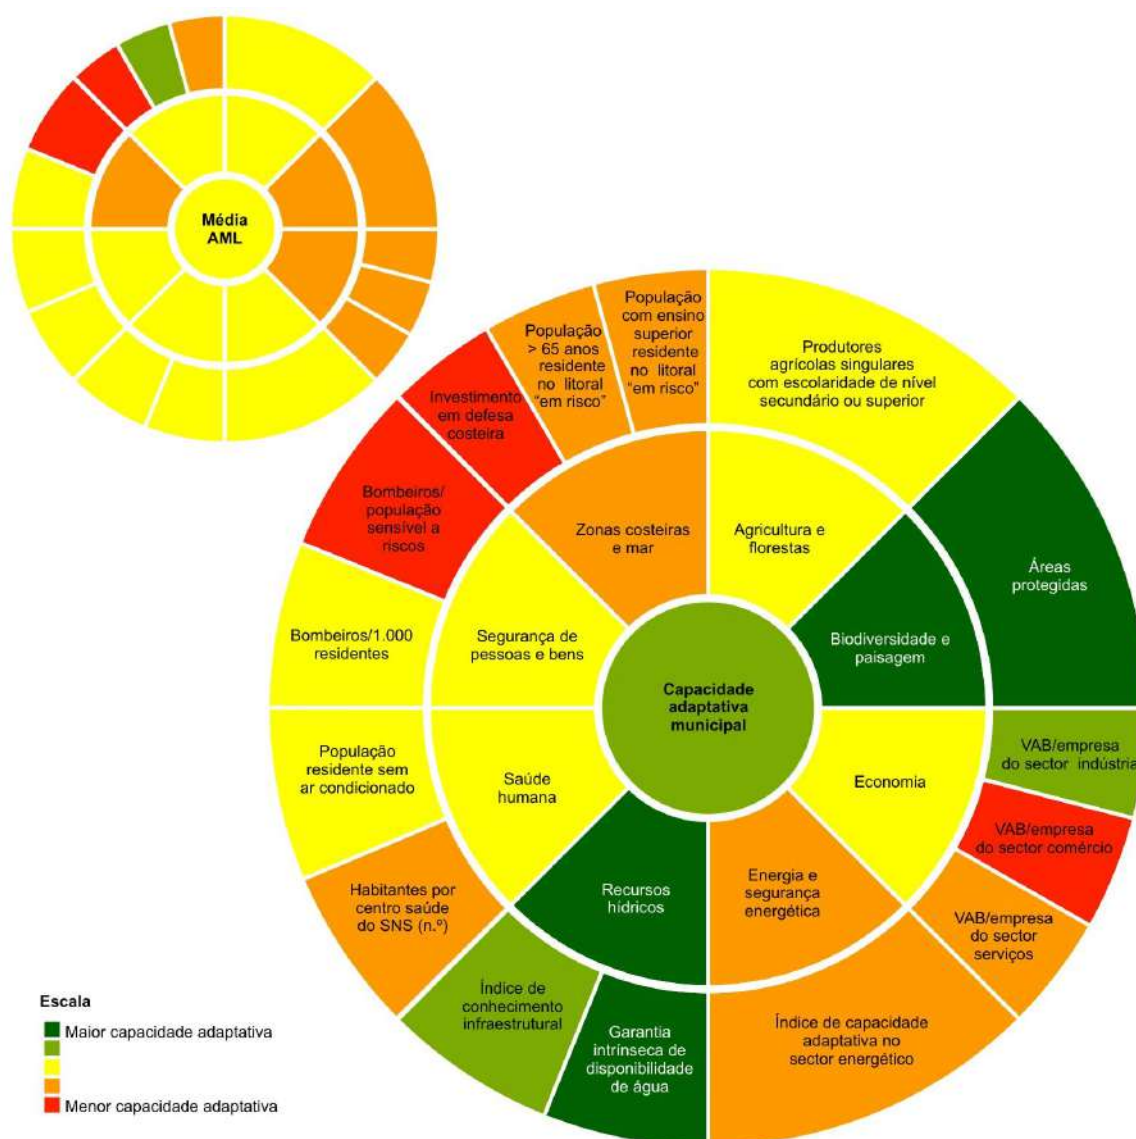 Média
AML
População
com ensino
superior
residente
no litoral
“em risco”
População
> 65 anos
residente
no litoral
“em risco”
Produtores
agrícolas singulares
com escolaridade de nível
secundário ou superior
Investimento
em defesa
costeira
Bombeiros/
população
sensível a
riscos
Zonas costeiras
e mar
Agricultura e
florestas
Áreas
protegidas
Bombeiros/1.000
residentes
Segurança de
pessoas e bens
Biodiversidade e
paisagem
Capacidade
adaptativa
municipal
População
residente sem
ar condicionado
Saúde
humana
Economia
VAB/empresa
do sector indústria
VAB/empresa
do sector comércio
Habitantes por
centro saúde
do SNS (n.º)
Recursos
hídricos
Energia e
segurança
energética
VAB/empresa
do sector
serviços
Índice de
conhecimento
infraestrutural
Garantia
intrínseca de
disponibilidade
de água
Índice de capacidade
adaptativa no
sector energético
Escala
Maior capacidade adaptativa
Menor capacidade adaptativa